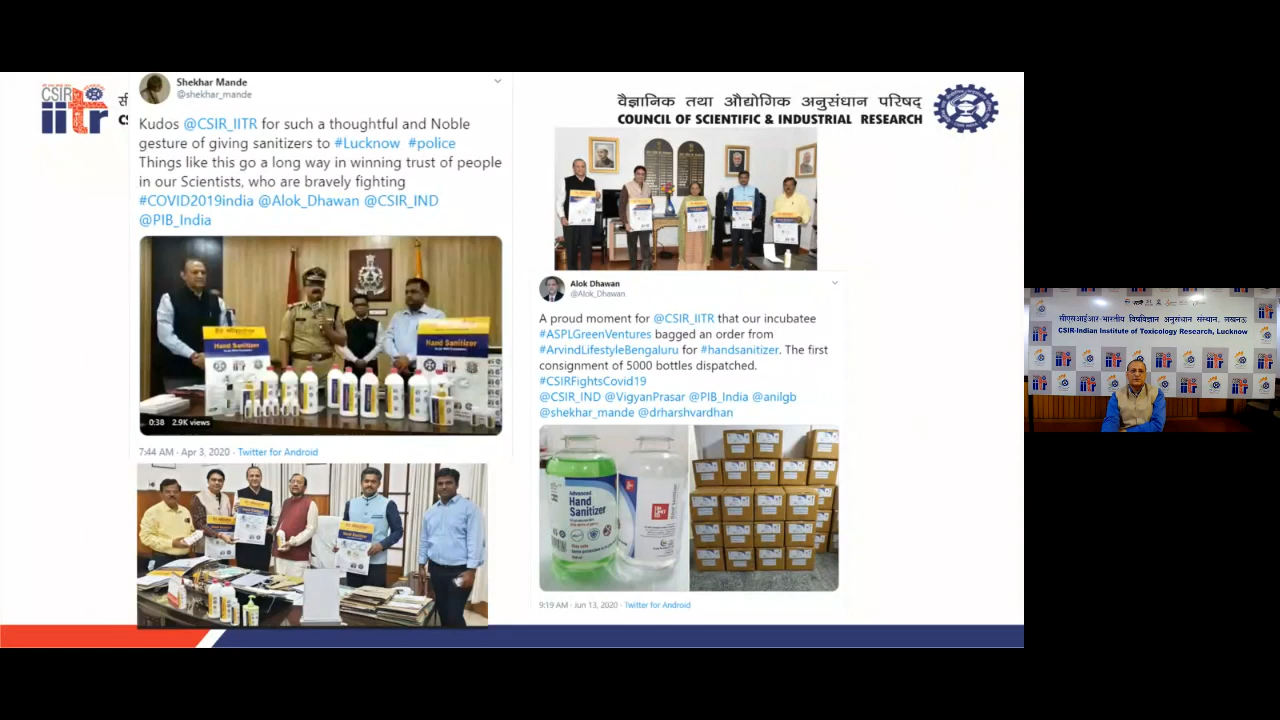 CSIR
iitr
सी
CS
Shekhar Mande
@shekhar_mande
Kudos @CSIR_IITR for such a thoughtful and Noble
gesture of giving sanitizers to #Lucknow #police
Things like this go a long way in winning trust of people
in our Scientists, who are bravely fighting
#COVID2019india @Alok_Dhawan @CSIR_IND
@PIB_India
Hand Sanitizer
Hand Sanitizer
0:38 2.9K views
7:44 AM · Apr 3, 2020 · Twitter for Android
वैज्ञानिक तथा औद्योगिक अनुसंधान परिषद्
COUNCIL OF SCIENTIFIC & INDUSTRIAL RESEARCH
Alok Dhawan
@Alok_Dhawan
A proud moment for @CSIR_IITR that our incubatee
#ASPLGreenVentures bagged an order from
#ArvindLifestyleBengaluru for #handsanitizer. The first
consignment of 5000 bottles dispatched.
#CSIRFightsCovid19
@CSIR_IND @VigyanPrasar @PIB_India @anilgb
@shekhar_mande @drharshvardhan
Advanced
Hand
Sanitizer
9:19 AM · Jun 13, 2020 · Twitter for Android
सीएसआईआर-भारतीय विषविज्ञान अनुसंधान संस्थान, लखनऊ
CSIR-Indian Institute of Toxicology Research, Lucknow